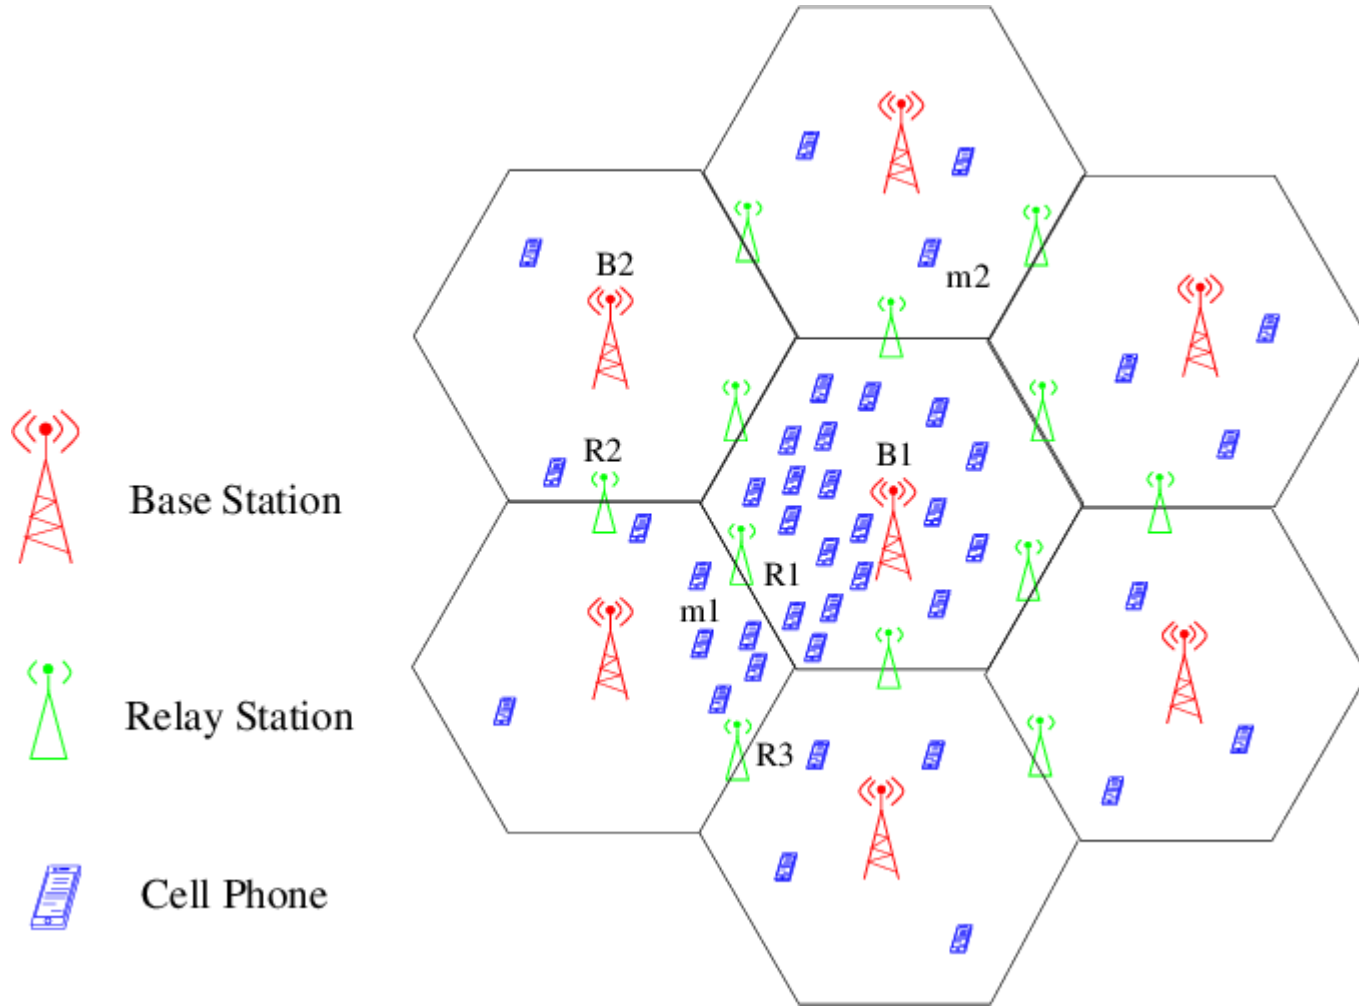 B2
m2
R2
B1
Base Station
R1
m1
Relay Station
R3
Cell Phone